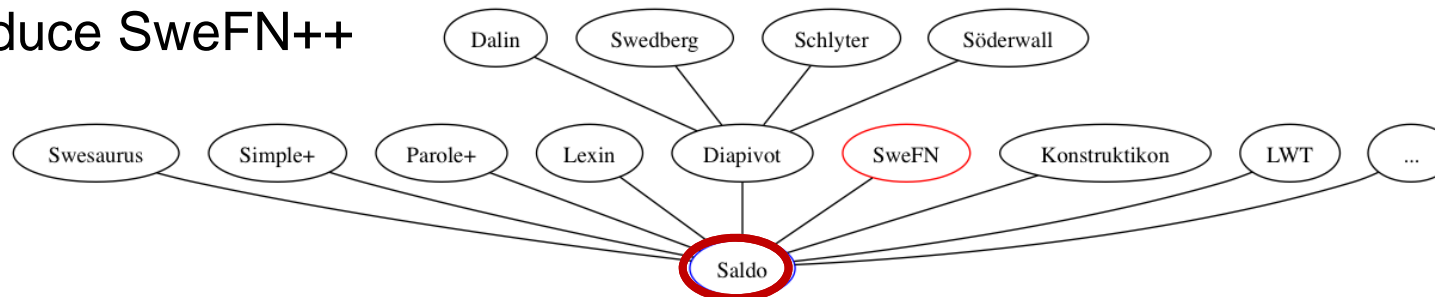 duce SweFN++
Dalin Swedberg Schlyter Söderwall
Swesaurus Simple+ Parole+ Lexin Diapivot SweFN Konstruktikon LWT ...
Saldo